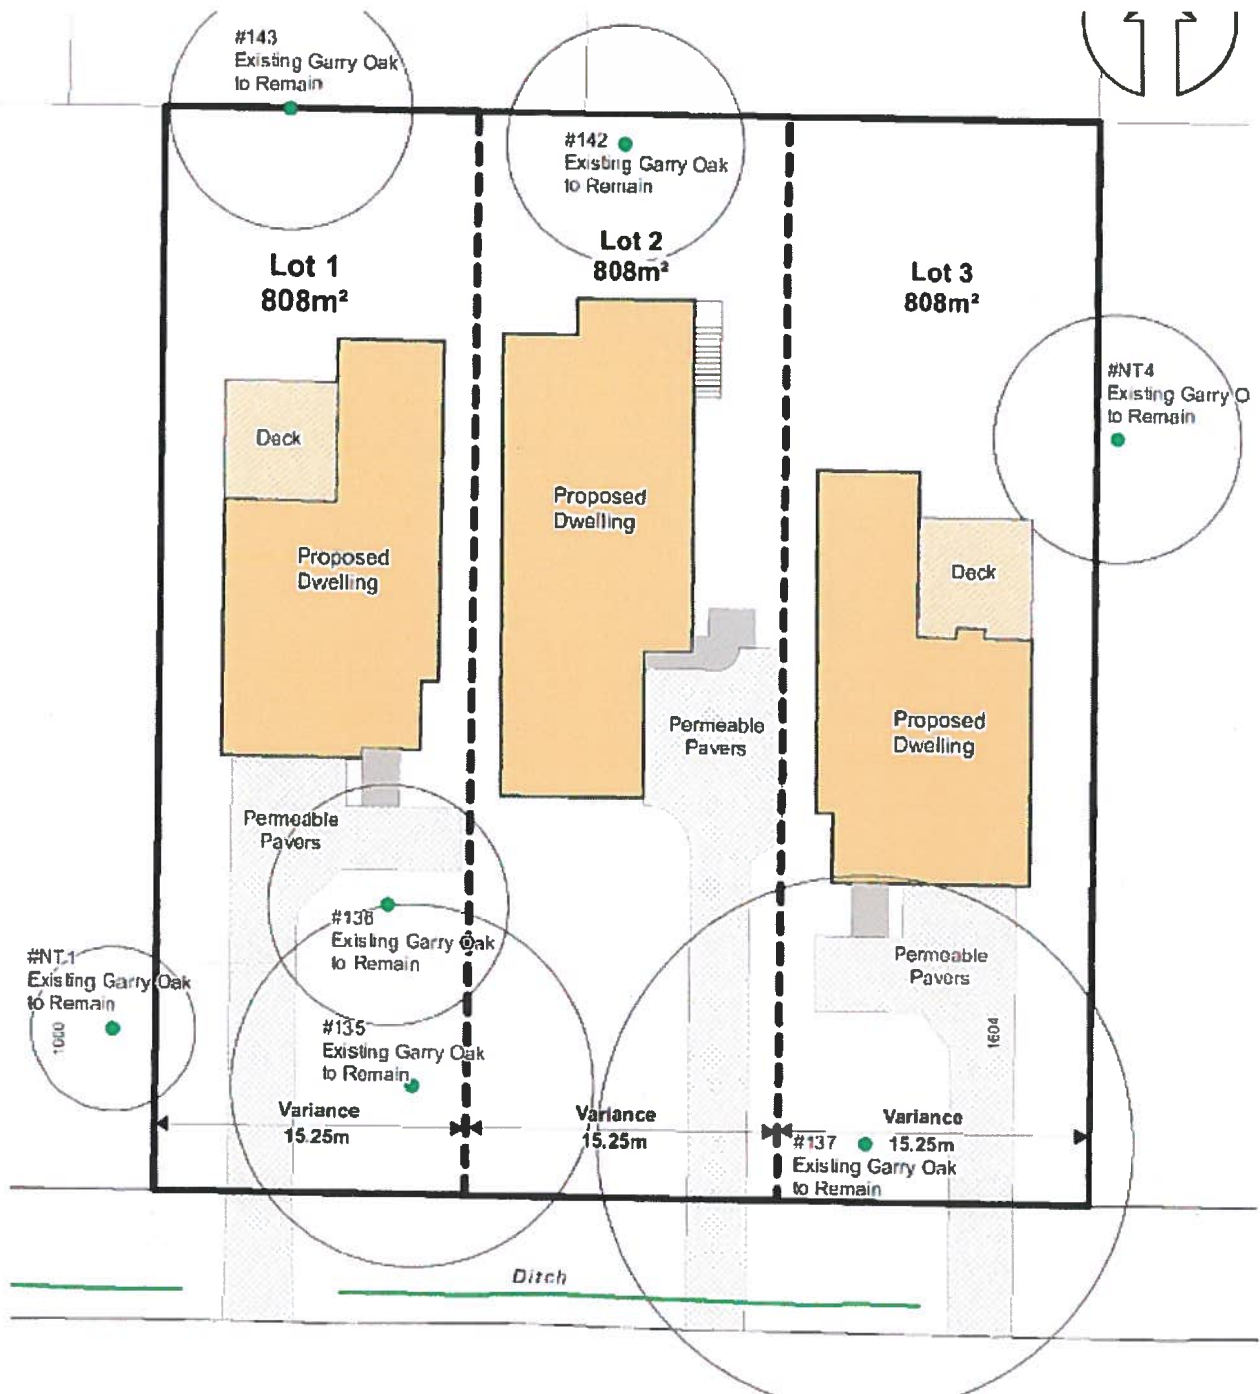 #143
Existing Garry Oak
to Remain
#142
Existing Garry Oak
to Remain
Lot 1
808m²
Lot 2
808m²
Lot 3
808m²
#NT4
Existing Garry O
to Remain
Deck
Proposed
Dwelling
Proposed
Dwelling
Deck
Proposed
Dwelling
Permeable
Pavers
Permeable
Pavers
Permeable
Pavers
#136
Existing Garry Oak
to Remain
#NT1
Existing Garry Oak
to Remain
1000
#135
Existing Garry Oak
to Remain
1604
Variance
15.25m
Variance
15.25m
Variance
15.25m
#137
Existing Garry Oak
to Remain
Ditch